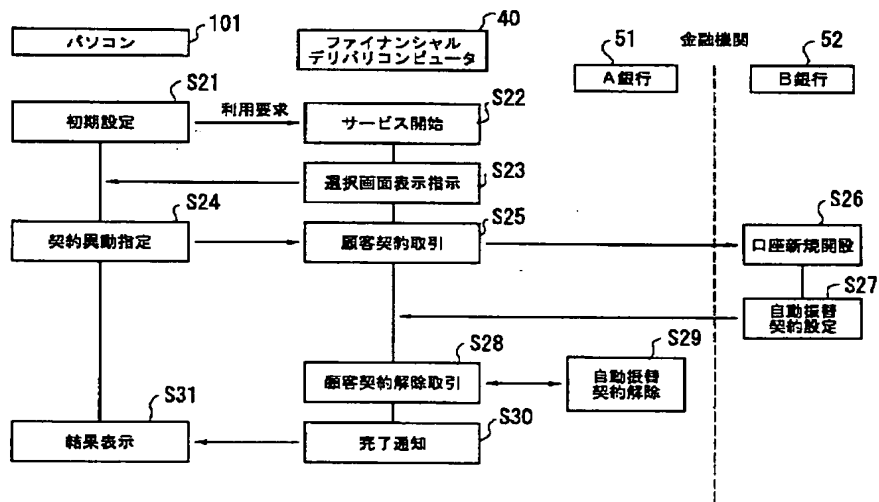 101
パソコン
40
ファイナンシャル
デリバリコンピュータ
51
A銀行
金融機関
52
B銀行
S21
初期設定
利用要求
S22
サービス開始
S23
選択画面表示指示
S24
契約異動指定
S25
顧客契約取引
S26
口座新規開設
S27
自動振替
契約設定
S28
顧客契約解除取引
S29
自動振替
契約解除
S30
完了通知
S31
結果表示